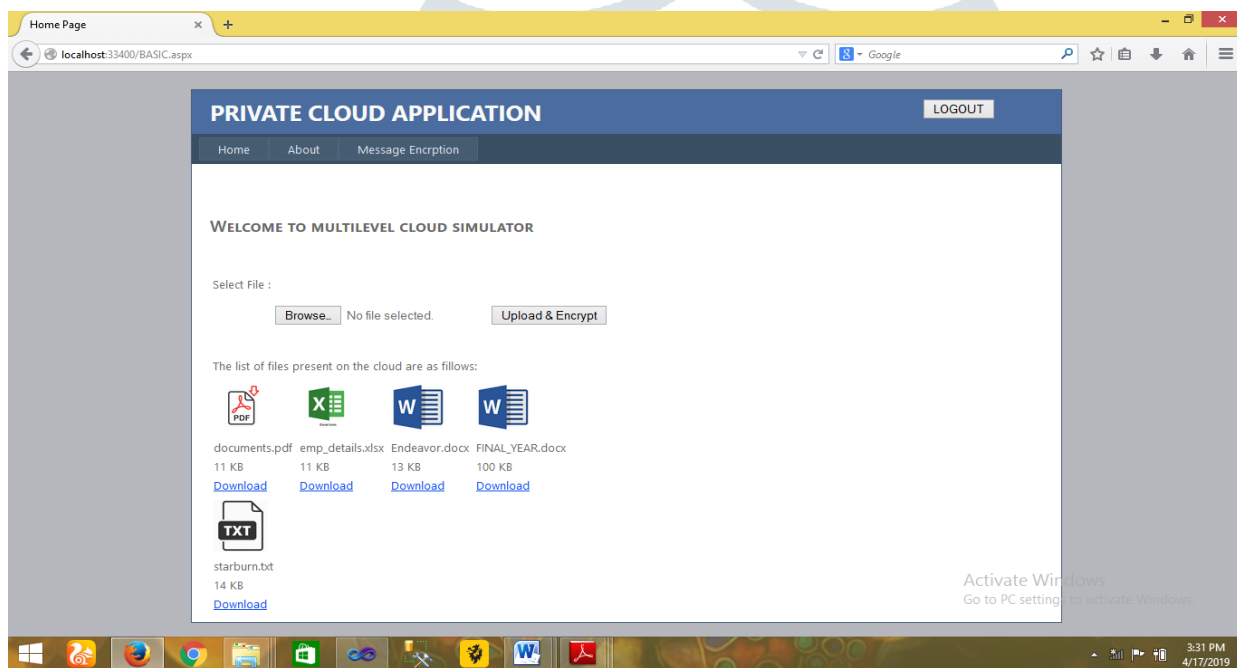 Home Page
localhost:33400/BASIC.aspx
8 Google
PRIVATE CLOUD APPLICATION
LOGOUT
Home About Message Encrption
WELCOME TO MULTILEVEL CLOUD SIMULATOR
Select File :
Browse… No file selected. Upload & Encrypt
The list of files present on the cloud are as fillows:
PDF
documents.pdf emp_details.xlsx Endeavor.docx FINAL_YEAR.docx
11 KB 11 KB 13 KB 100 KB
Download Download Download Download
TXT
starburn.txt
14 KB
Download
Activate Windows
Go to PC settings to activate Windows.
3:31 PM
4/17/2019